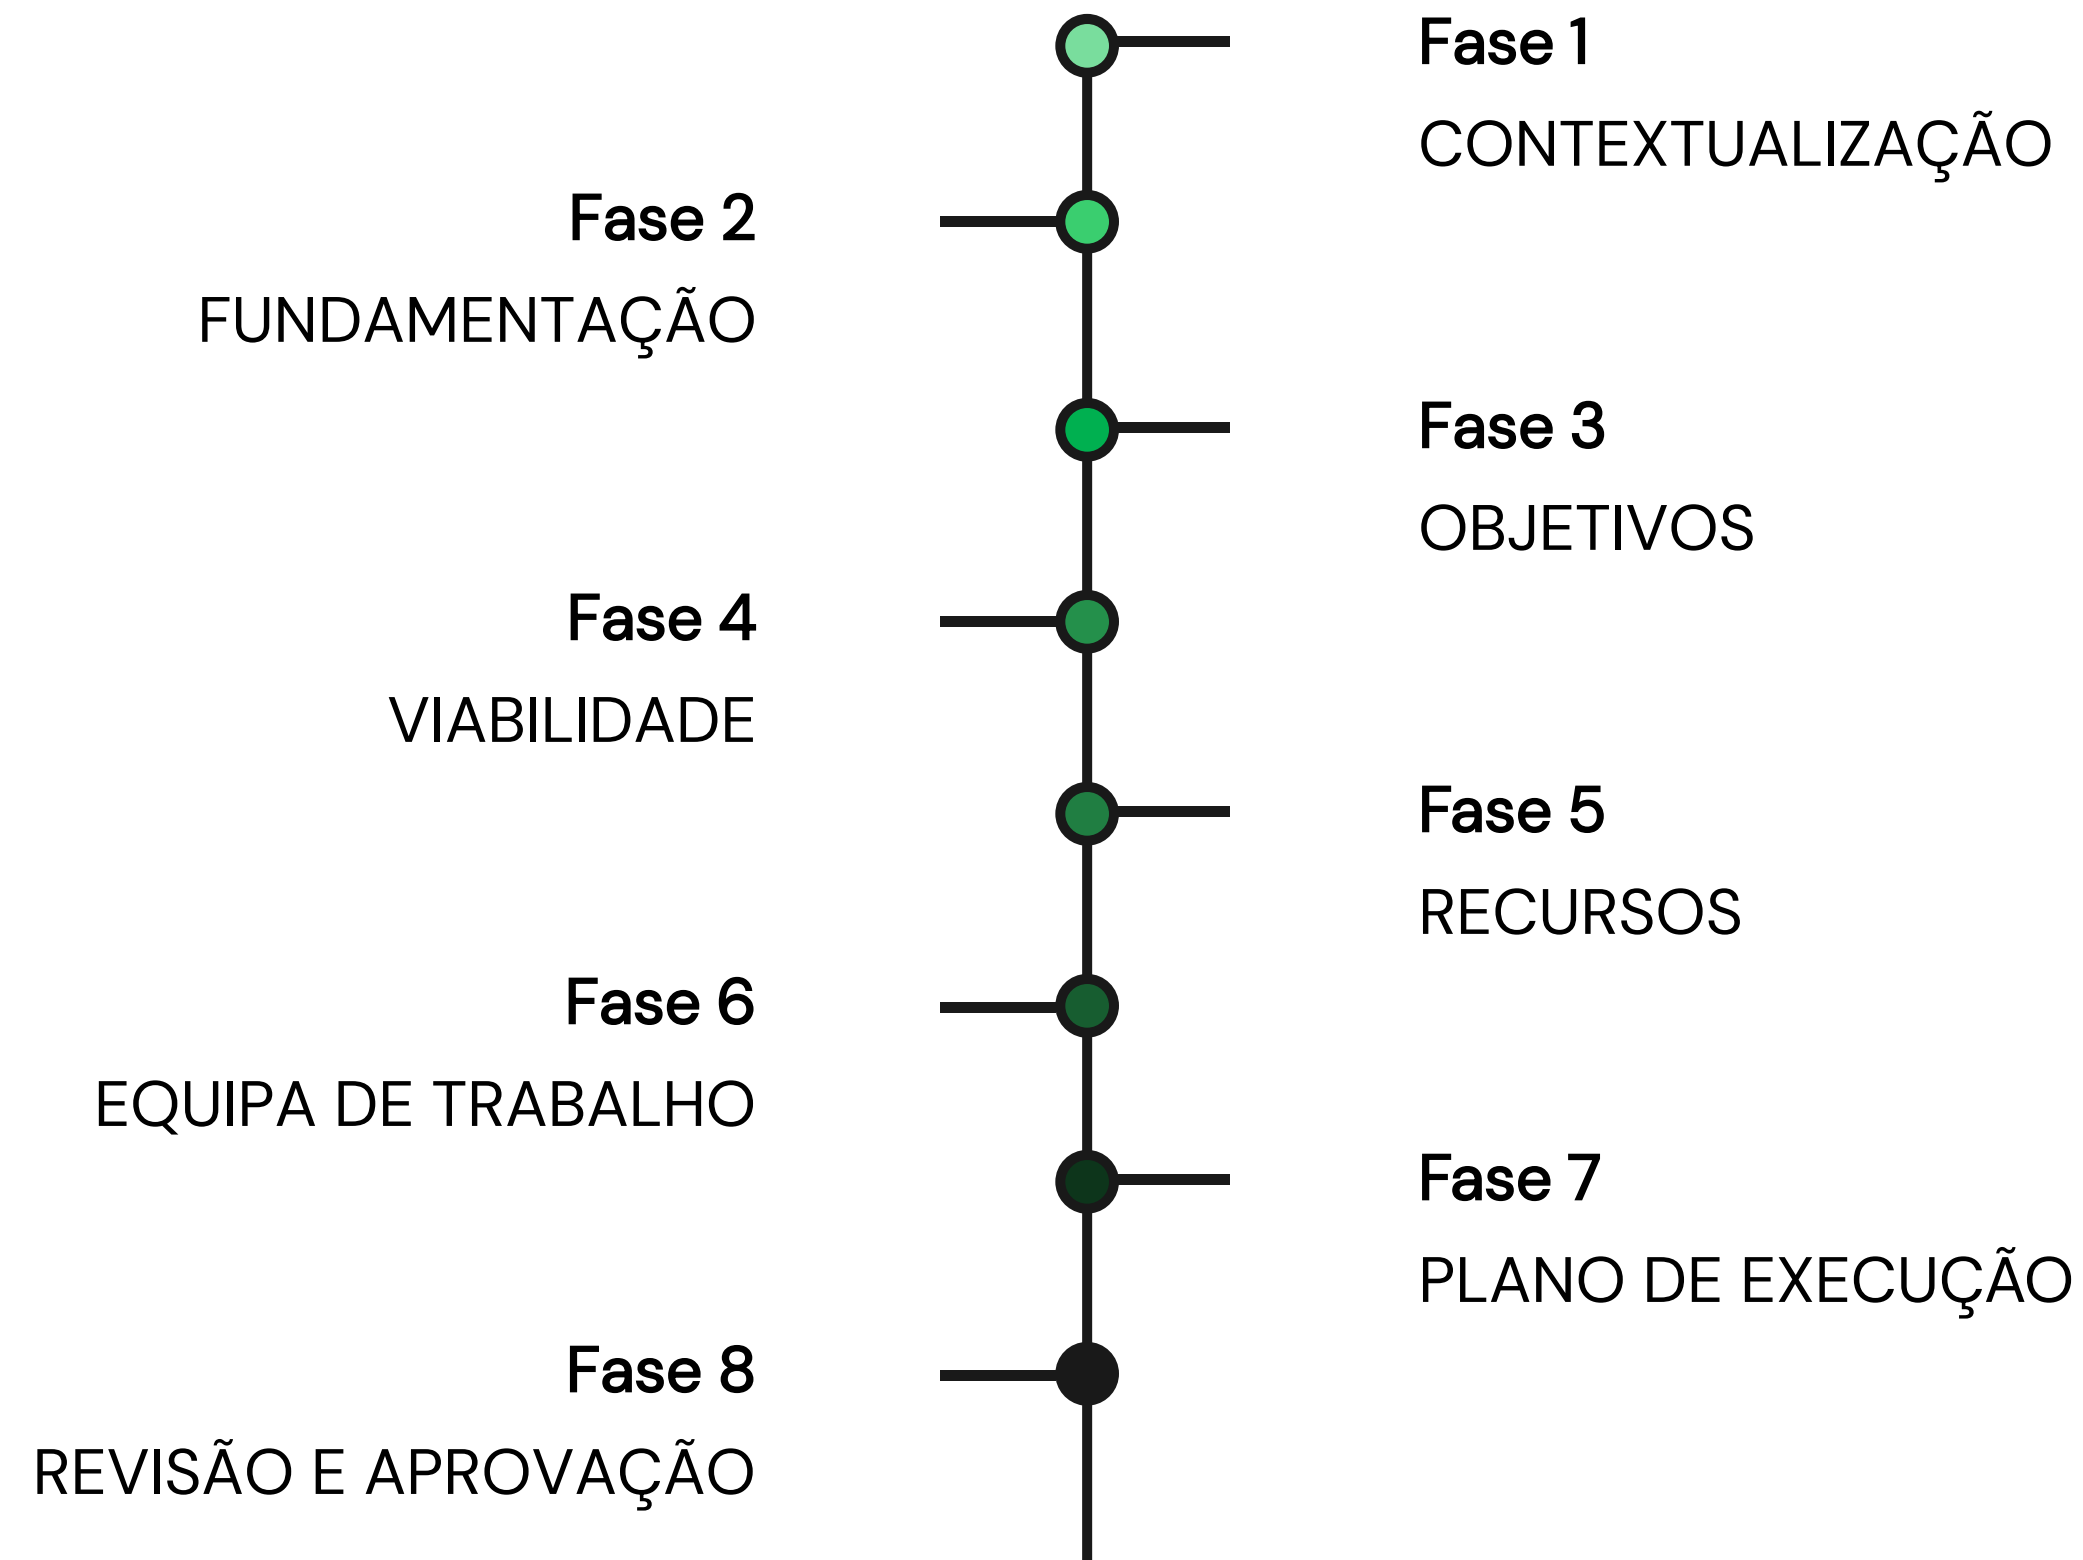 Fase 1
CONTEXTUALIZAÇÃO
Fase 2
FUNDAMENTAÇÃO
Fase 3
OBJETIVOS
Fase 4
VIABILIDADE
Fase 5
RECURSOS
Fase 6
EQUIPA DE TRABALHO
Fase 7
PLANO DE EXECUÇÃO
Fase 8
REVISÃO E APROVAÇÃO